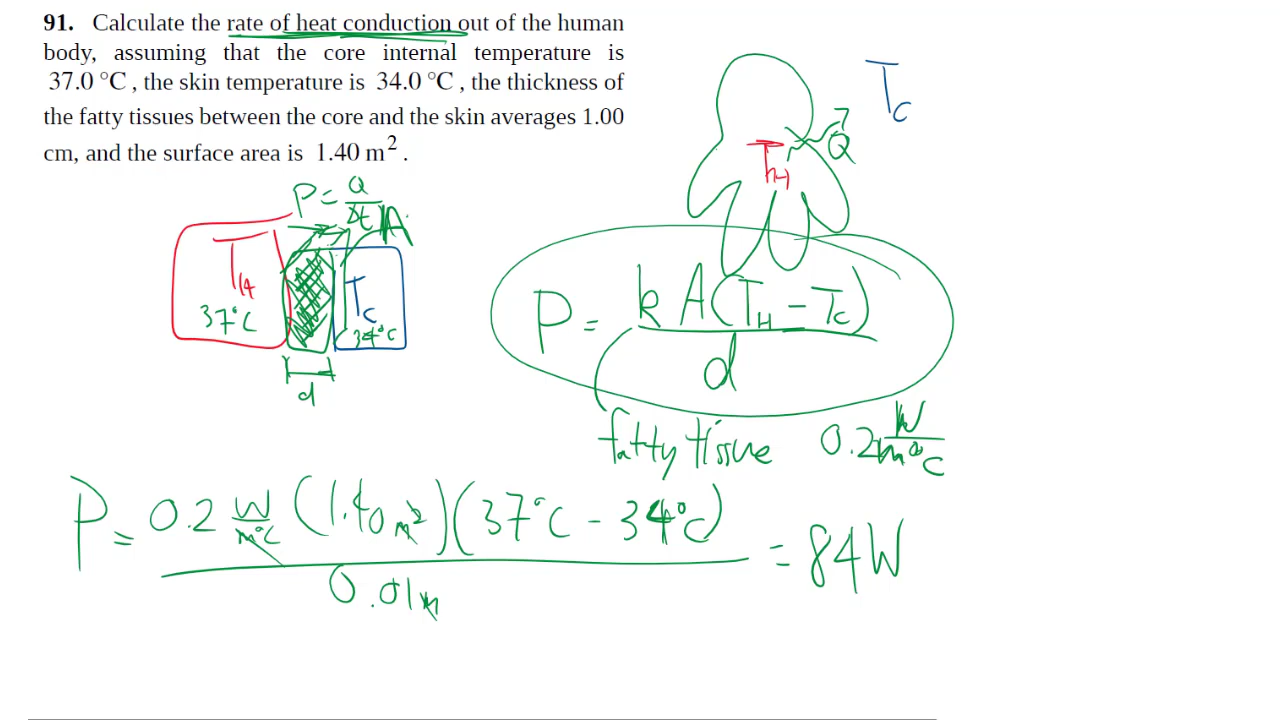 91. Calculate the rate of heat conduction out of the human
body, assuming that the core internal temperature is
37.0 °C , the skin temperature is 34.0 °C , the thickness of
the fatty tissues between the core and the skin averages 1.00
cm, and the surface area is 1.40 m² .
T_C
Q
T_H
P = Q/Δt
A
T_H
37°C
T_C
34°C
d
P = k A (T_H − T_C) / d
fatty tissue 0.2 W/m°C
P = 0.2 W/m°C (1.40 m²)(37°C − 34°C) / 0.01m = 84W